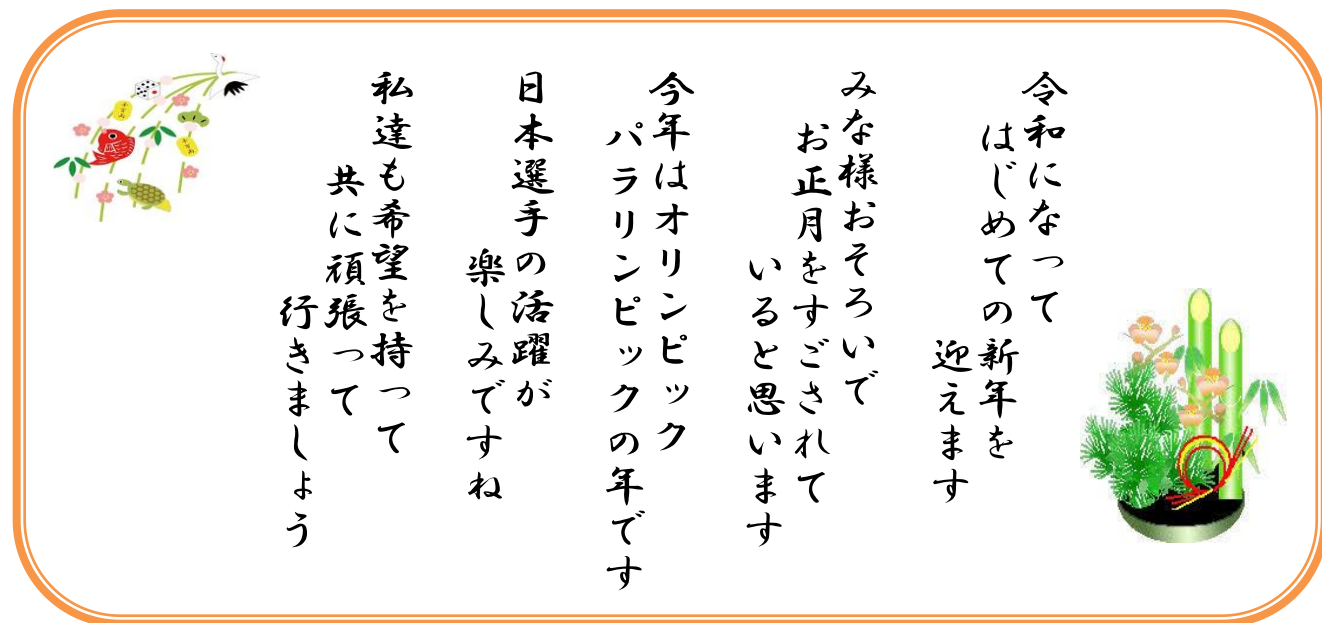 令和になって
はじめての新年を
迎えます
みな様おそろいで
お正月をすごされて
いると思います
今年はオリンピック
パラリンピックの年です
日本選手の活躍が
楽しみですね
私達も希望を持って
共に頑張って
行きましょう